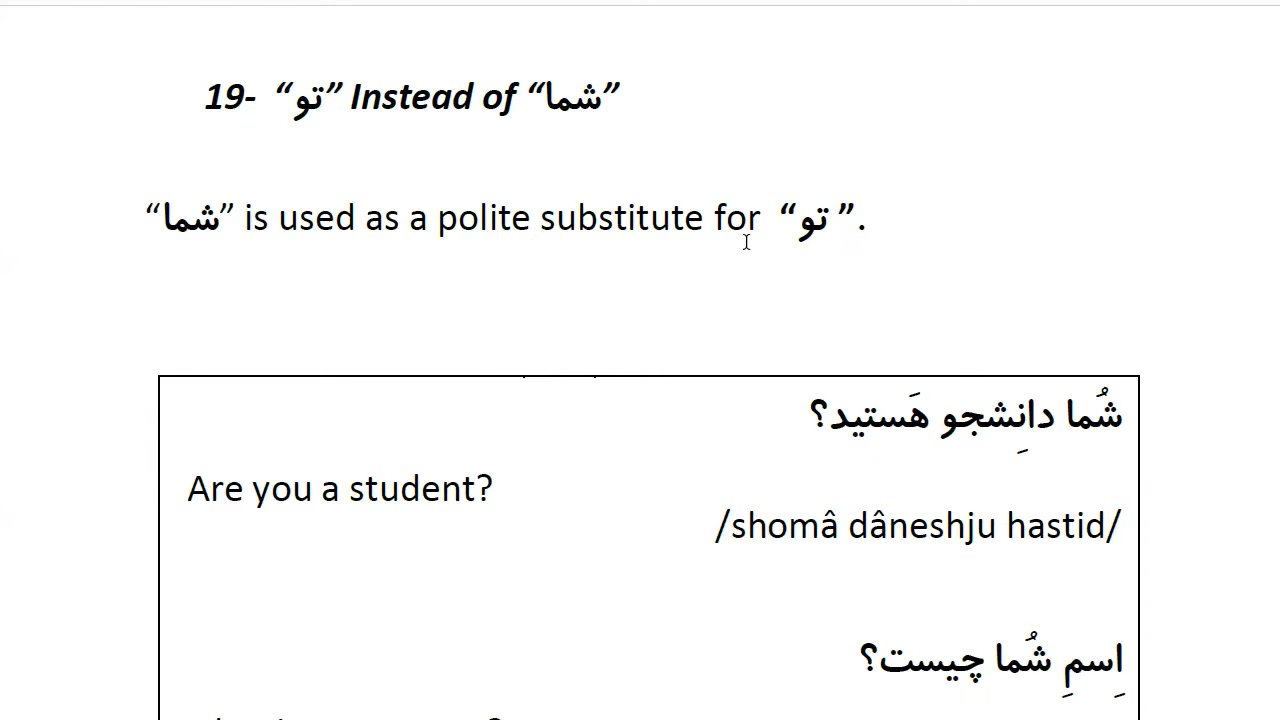 19- “تو” Instead of “شما”
“شما” is used as a polite substitute for “تو ”.
شُما دانِشجو هَستید؟
Are you a student?
/shomâ dâneshju hastid/
اِسمِ شُما چیست؟